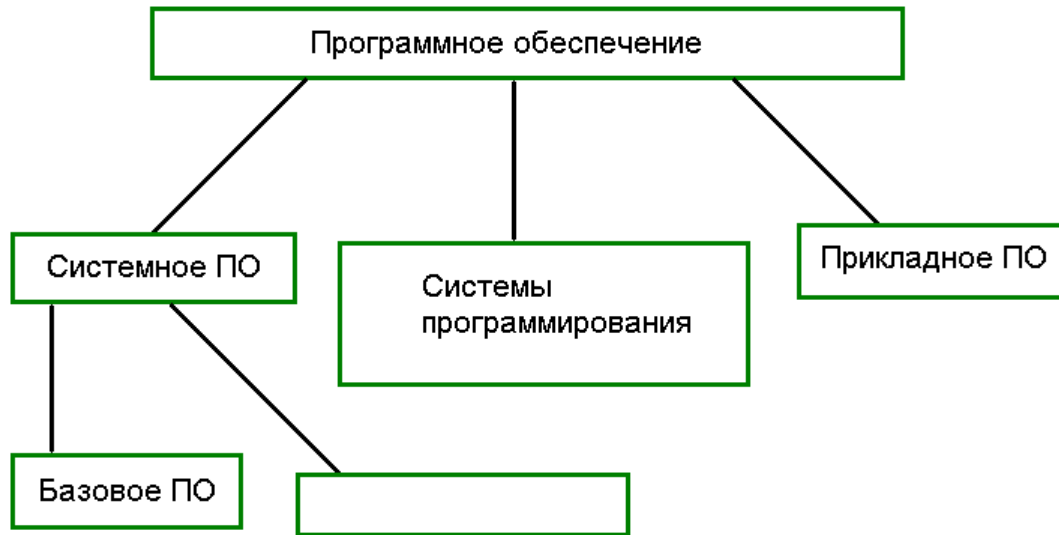 Программное обеспечение
Системное ПО
Системы
программирования
Прикладное ПО
Базовое ПО